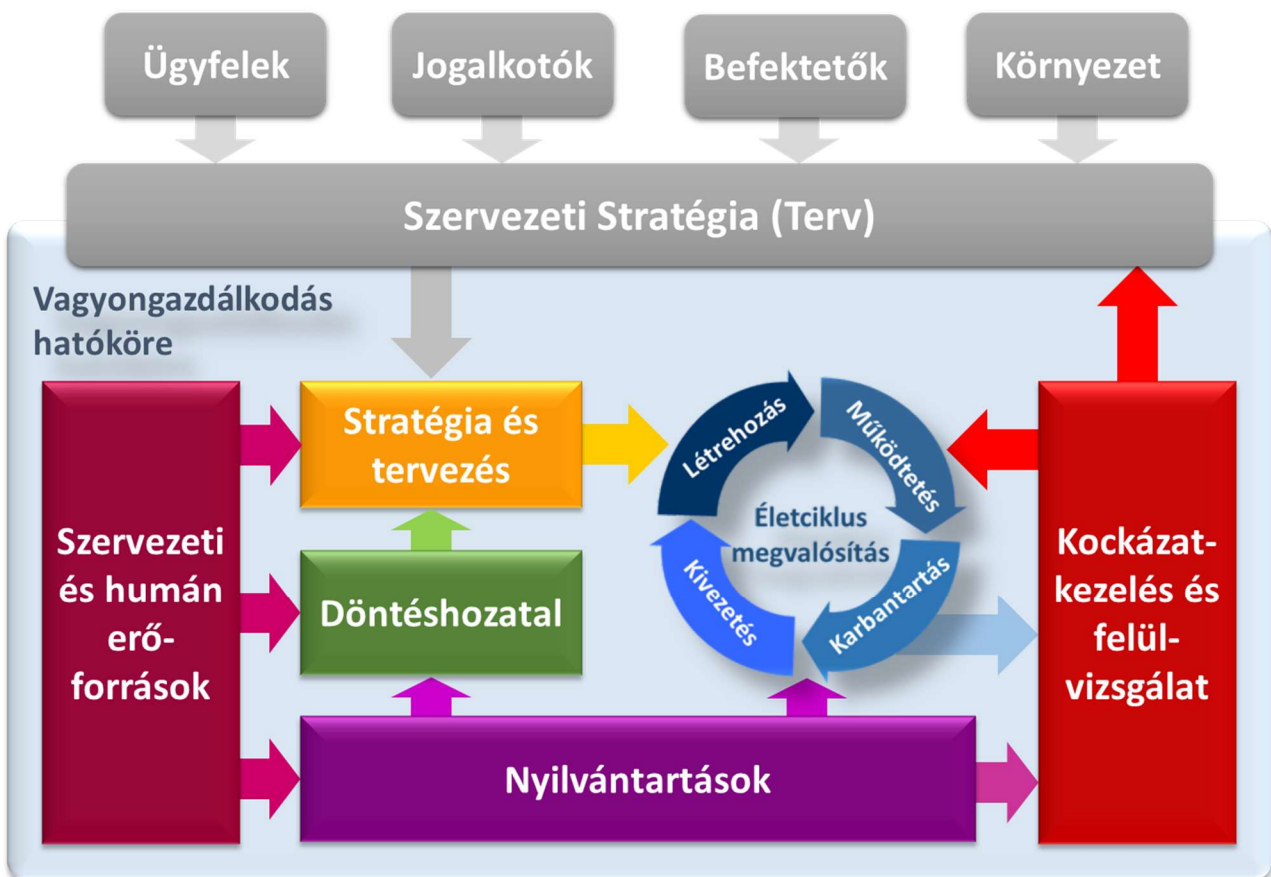 Ügyfelek
Jogalkotók
Befektetők
Környezet
Szervezeti Stratégia (Terv)
Vagyongazdálkodás
hatóköre
Szervezeti
és humán
erő-
források
Stratégia és
tervezés
Döntéshozatal
Nyilvántartások
Létrehozás
Működtetés
Karbantartás
Kivezetés
Életciklus
megvalósítás
Kockázat-
kezelés és
felül-
vizsgálat